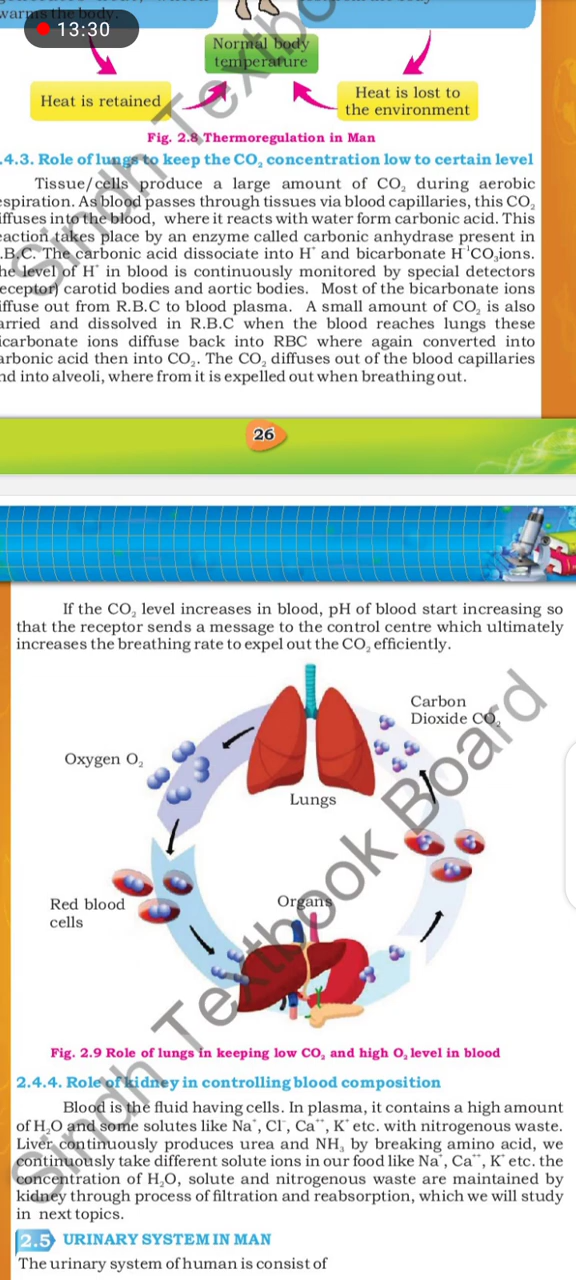 warms the body.
13:30
Normal body
temperature
Heat is retained
Heat is lost to
the environment
Fig. 2.8 Thermoregulation in Man
.4.3. Role of lungs to keep the CO₂ concentration low to certain level
Tissue/cells produce a large amount of CO₂ during aerobic
espiration. As blood passes through tissues via blood capillaries, this CO₂
iffuses into the blood, where it reacts with water form carbonic acid. This
eaction takes place by an enzyme called carbonic anhydrase present in
.B.C. The carbonic acid dissociate into H⁺ and bicarbonate H⁻¹CO₃ions.
he level of H⁺ in blood is continuously monitored by special detectors
eceptor) carotid bodies and aortic bodies. Most of the bicarbonate ions
iffuse out from R.B.C to blood plasma. A small amount of CO₂ is also
arried and dissolved in R.B.C when the blood reaches lungs these
icarbonate ions diffuse back into RBC where again converted into
arbonic acid then into CO₂. The CO₂ diffuses out of the blood capillaries
nd into alveoli, where from it is expelled out when breathing out.
26
If the CO₂ level increases in blood, pH of blood start increasing so
that the receptor sends a message to the control centre which ultimately
increases the breathing rate to expel out the CO₂ efficiently.
Carbon
Dioxide CO₂
Oxygen O₂
Lungs
Red blood
cells
Organs
Fig. 2.9 Role of lungs in keeping low CO₂ and high O₂ level in blood
2.4.4. Role of kidney in controlling blood composition
Blood is the fluid having cells. In plasma, it contains a high amount
of H₂O and some solutes like Na⁺, Cl⁻, Ca⁺⁺, K⁺ etc. with nitrogenous waste.
Liver continuously produces urea and NH₃ by breaking amino acid, we
continuously take different solute ions in our food like Na⁺, Ca⁺⁺, K⁺ etc. the
concentration of H₂O, solute and nitrogenous waste are maintained by
kidney through process of filtration and reabsorption, which we will study
in next topics.
2.5 URINARY SYSTEM IN MAN
The urinary system of human is consist of
Sindh Textbook Board
Sindh Textbo